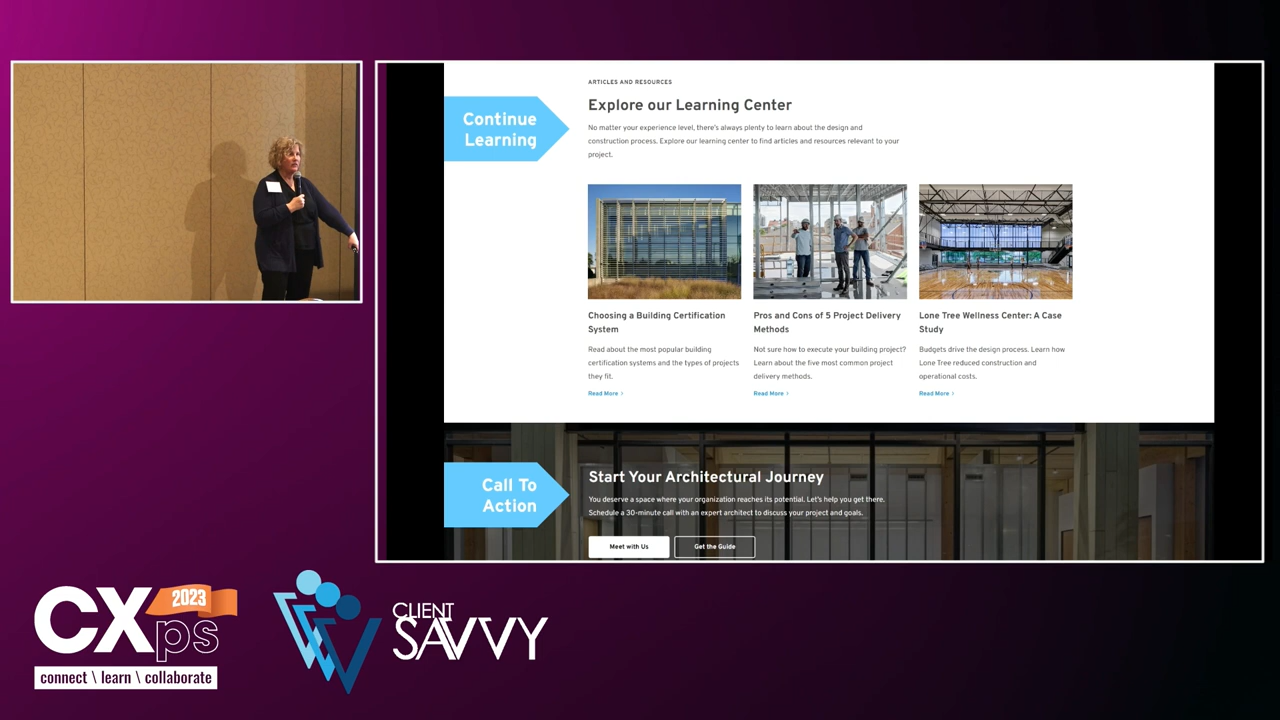 ARTICLES AND RESOURCES
Explore our Learning Center
Continue
Learning
No matter your experience level, there's always plenty to learn about the design and
construction process. Explore our learning center to find articles and resources relevant to your
project.
Choosing a Building Certification
System
Read about the most popular building
certification systems and the types of projects
they fit.
Read More >
Pros and Cons of 5 Project Delivery
Methods
Not sure how to execute your building project?
Learn about the five most common project
delivery methods.
Read More >
Lone Tree Wellness Center: A Case
Study
Budgets drive the design process. Learn how
Lone Tree reduced construction and
operational costs.
Read More >
Call To
Action
Start Your Architectural Journey
You deserve a space where your organization reaches its potential. Let's help you get there.
Schedule a 30-minute call with an expert architect to discuss your project and goals.
Meet with Us
Get the Guide
CX
2023
ps
connect \ learn \ collaborate
CLIENT
SAVVY